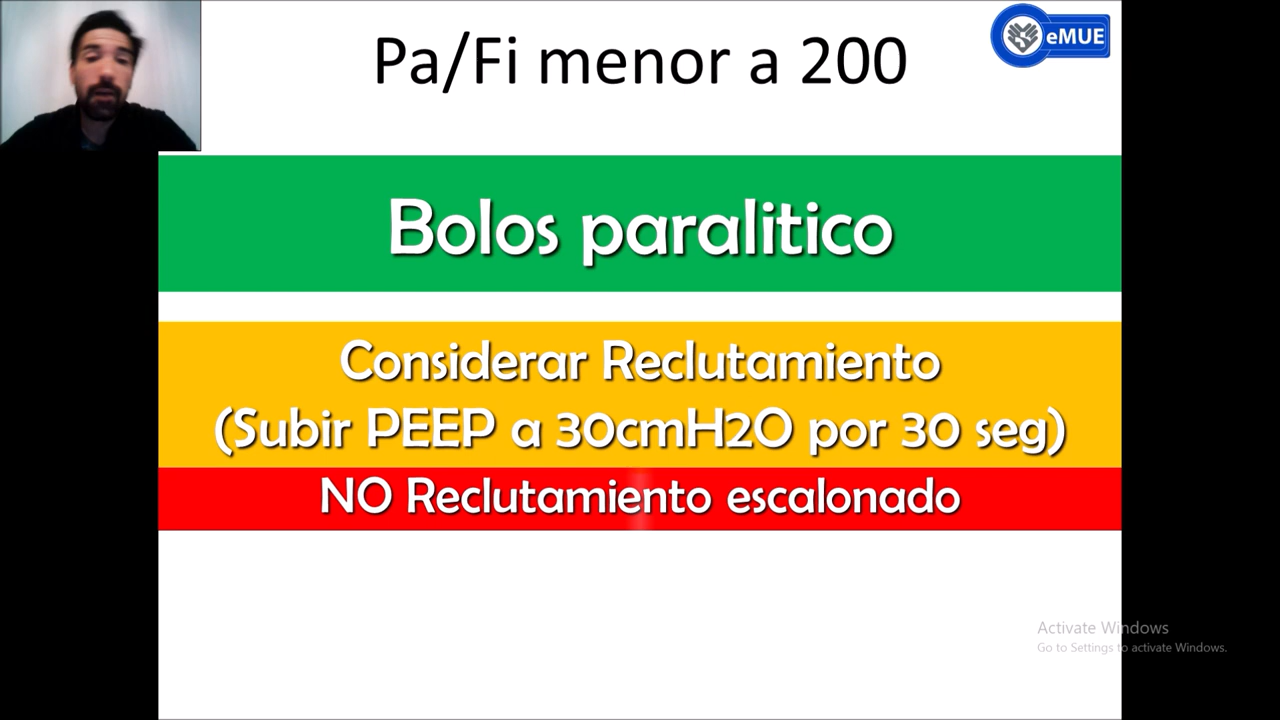 Pa/Fi menor a 200
eMUE
Bolos paralitico
Considerar Reclutamiento
(Subir PEEP a 30cmH2O por 30 seg)
NO Reclutamiento escalonado
Activate Windows
Go to Settings to activate Windows.